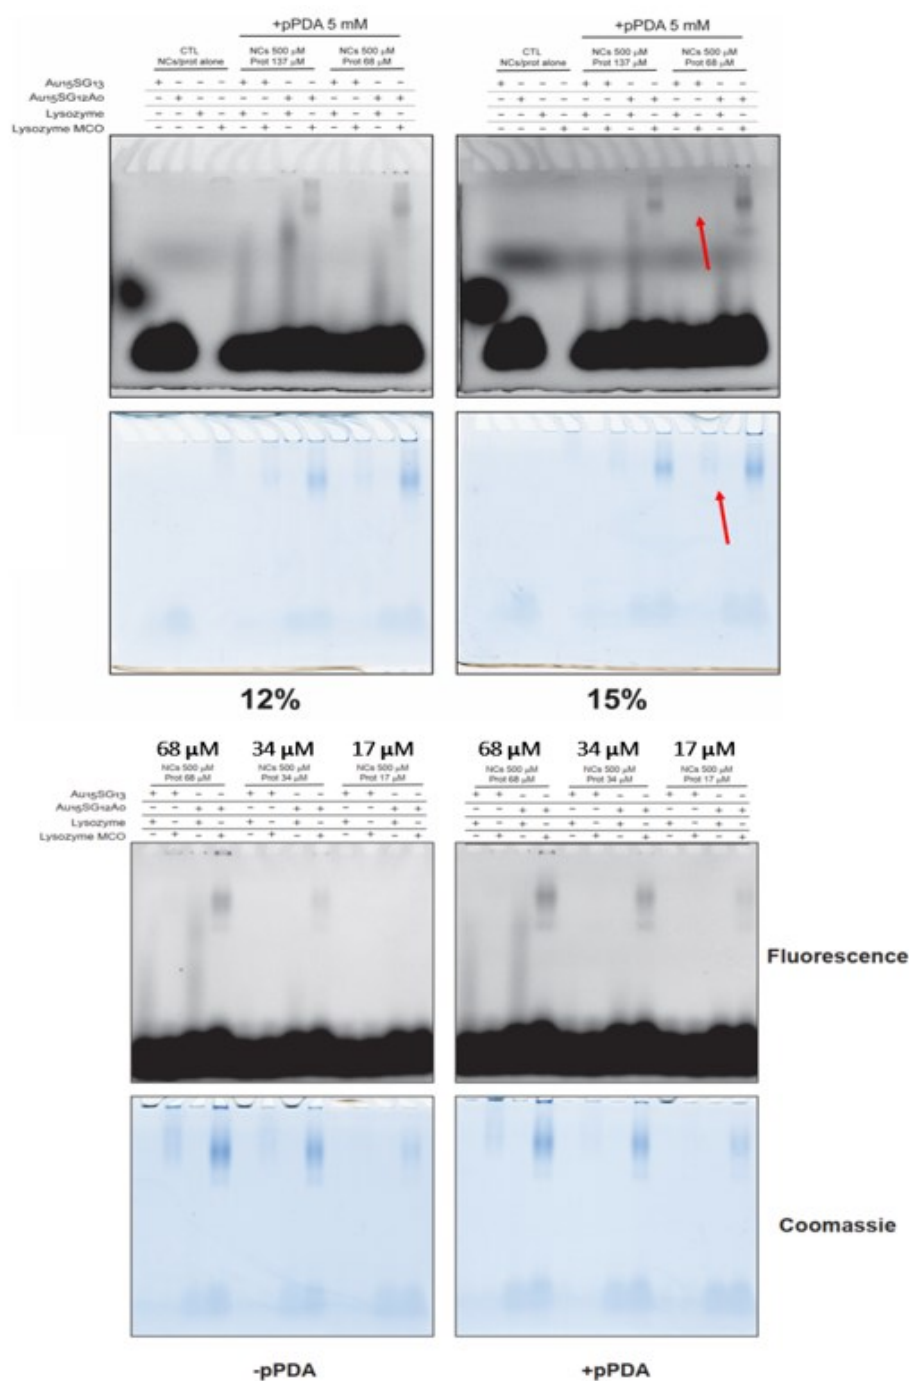 +pPDA 5 mM
+pPDA 5 mM
CTL
NCs/prot alone
NCs 500 µM
Prot 137 µM
NCs 500 µM
Prot 68 µM
CTL
NCs/prot alone
NCs 500 µM
Prot 137 µM
NCs 500 µM
Prot 68 µM
Au15SG13 + − − − + + − − + + − − + − − − + + − − + + − −
Au15SG12A0 − + − − − − + + − − + + − + − − − − + + − − + +
Lysozyme − − + − + − + − + − + − − − + − + − + − + − + −
Lysozyme MCO − − − + − + − + − + − + − − − + − + − + − + − +
12%
15%
68 µM 34 µM 17 µM
68 µM 34 µM 17 µM
NCs 500 µM
Prot 68 µM
NCs 500 µM
Prot 34 µM
NCs 500 µM
Prot 17 µM
NCs 500 µM
Prot 68 µM
NCs 500 µM
Prot 34 µM
NCs 500 µM
Prot 17 µM
Au15SG13 + + − − + + − − + + − − + + − − + + − − + + − −
Au15SG12A0 − − + + − − + + − − + + − − + + − − + + − − + +
Lysozyme + − + − + − + − + − + − + − + − + − + − + − + −
Lysozyme MCO − + − + − + − + − + − + − + − + − + − + − + − +
Fluorescence
Coomassie
-pPDA
+pPDA